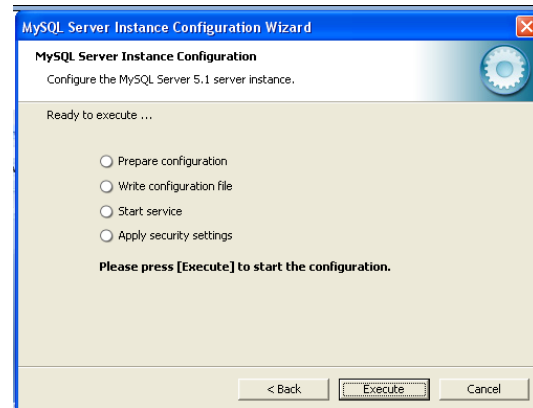 MySQL Server Instance Configuration Wizard
MySQL Server Instance Configuration
Configure the MySQL Server 5.1 server instance.
Ready to execute ...
Prepare configuration
Write configuration file
Start service
Apply security settings
Please press [Execute] to start the configuration.
< Back Execute Cancel